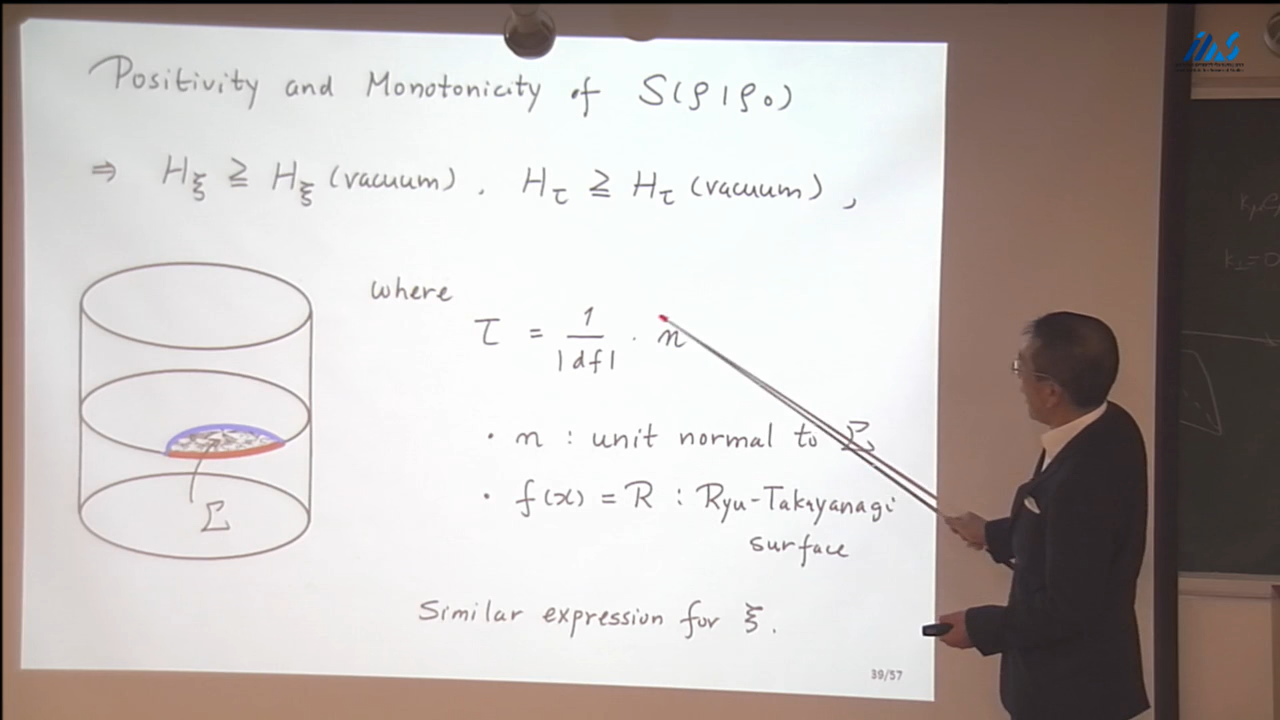 Positivity and Monotonicity of S(ρ|ρ₀)
⇒ H_ξ ≧ H_ξ (vacuum). H_τ ≧ H_τ (vacuum),
where
τ = 1/|df| · n
• n : unit normal to Σ
• f(x) = R : Ryu-Takayanagi
surface
Σ
Similar expression for ξ.
39/57
K⊥=0